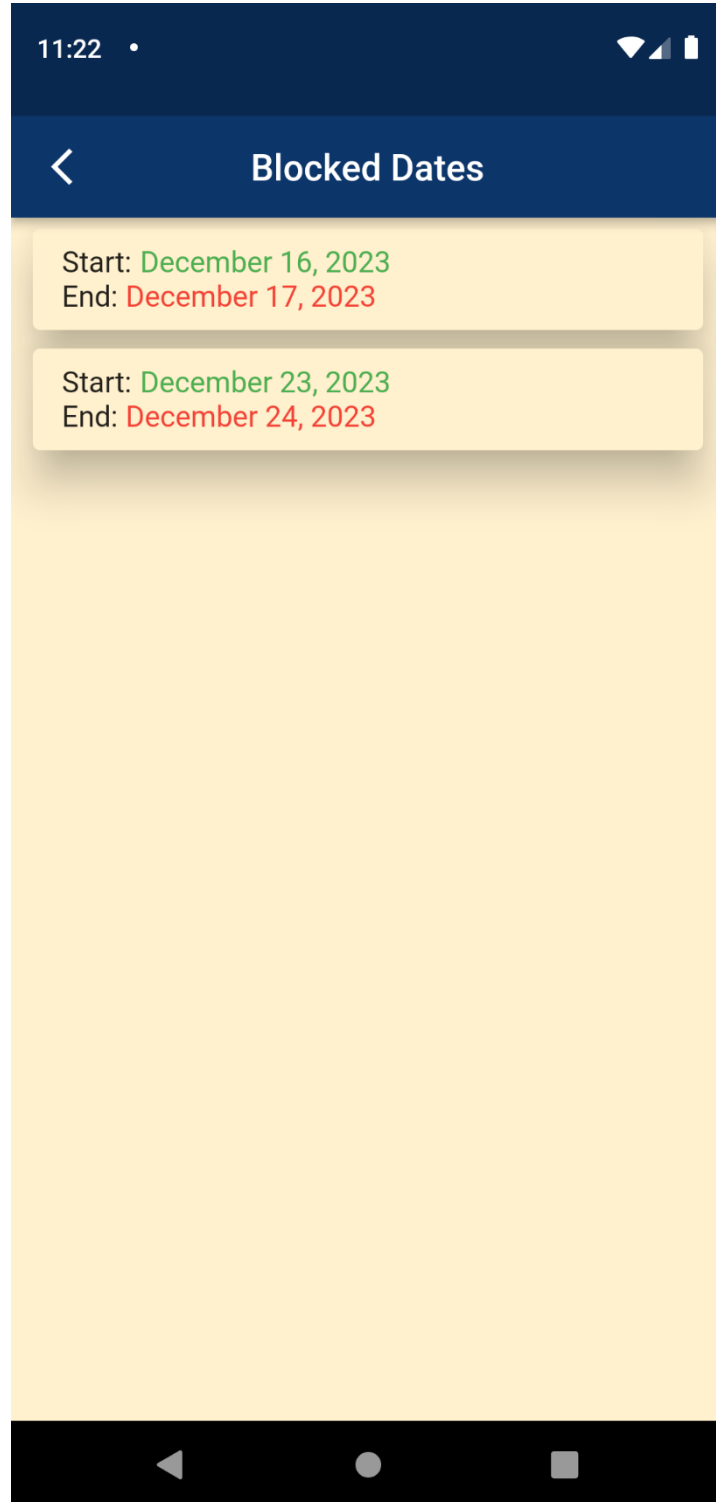 11:22
Blocked Dates
Start: December 16, 2023
End: December 17, 2023
Start: December 23, 2023
End: December 24, 2023